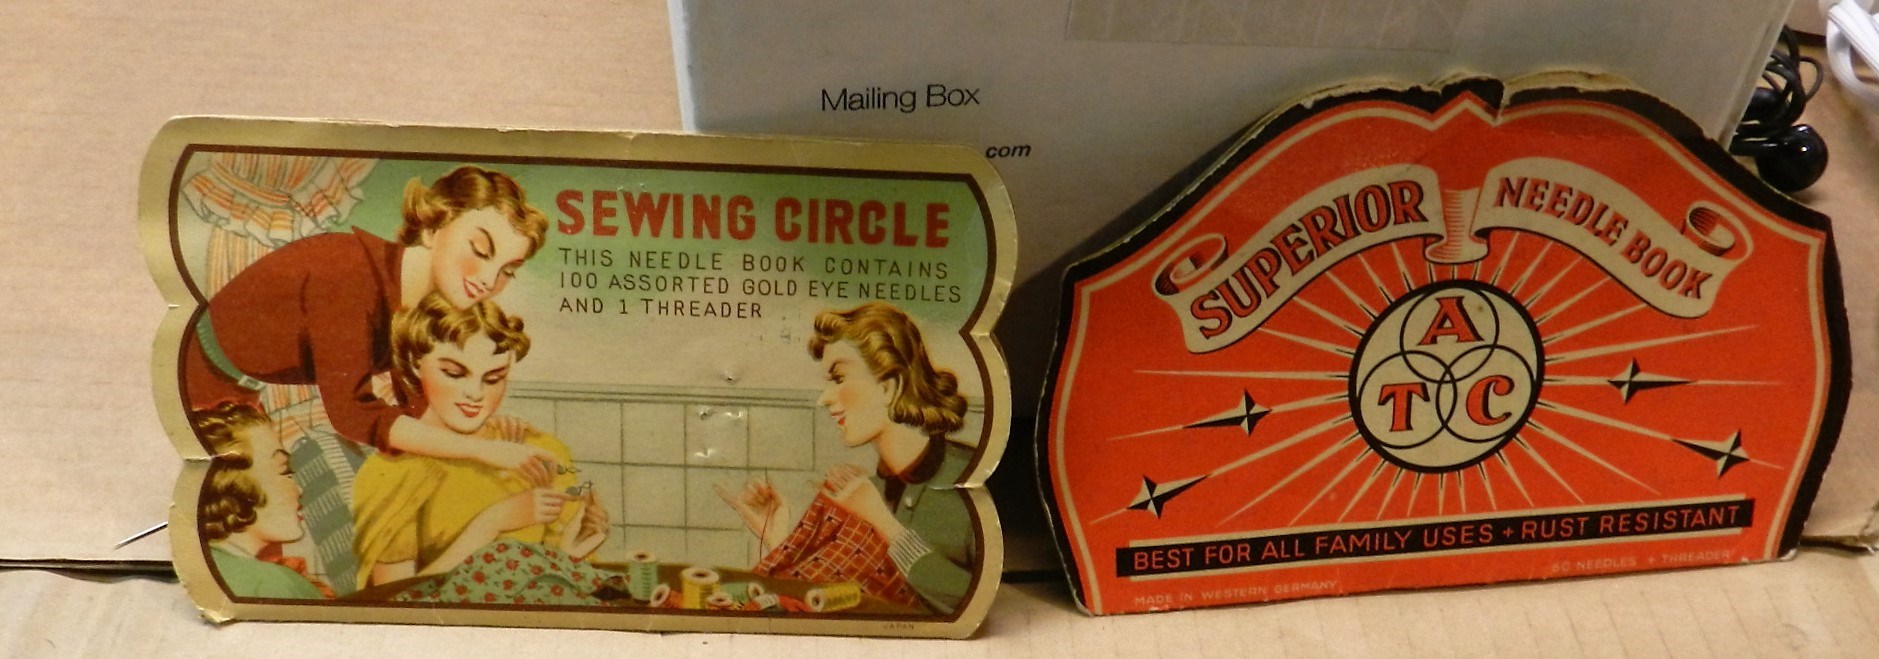 Mailing Box
com
SEWING CIRCLE
THIS NEEDLE BOOK CONTAINS
100 ASSORTED GOLD EYE NEEDLES
AND 1 THREADER
JAPAN
SUPERIOR NEEDLE BOOK
A
T C
BEST FOR ALL FAMILY USES + RUST RESISTANT
60 NEEDLES + THREADER
MADE IN WESTERN GERMANY